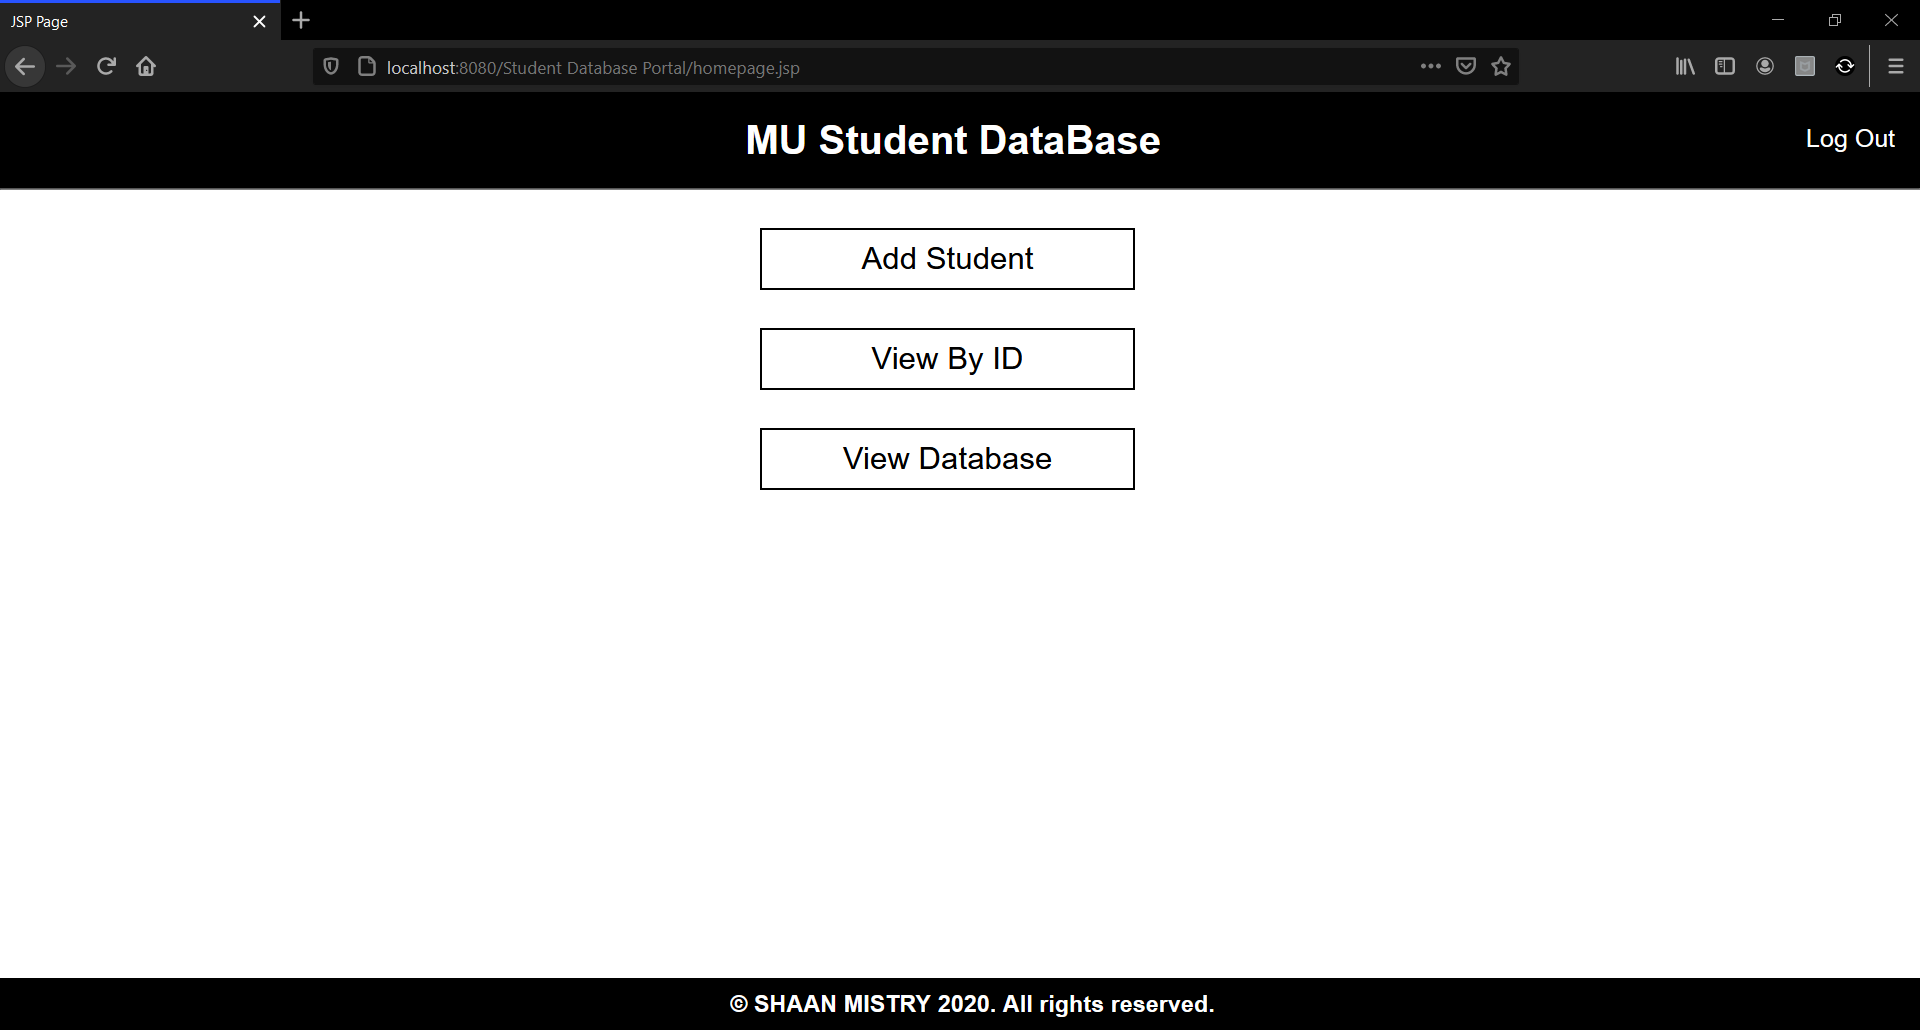 JSP Page
localhost:8080/Student Database Portal/homepage.jsp
MU Student DataBase
Log Out
Add Student
View By ID
View Database
© SHAAN MISTRY 2020. All rights reserved.